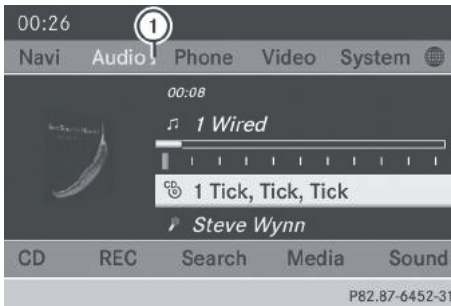 00:26
1
Navi Audio Phone Video System
00:08
1 Wired
CD 1 Tick, Tick, Tick
Steve Wynn
CD REC Search Media Sound
P82.87-6452-31